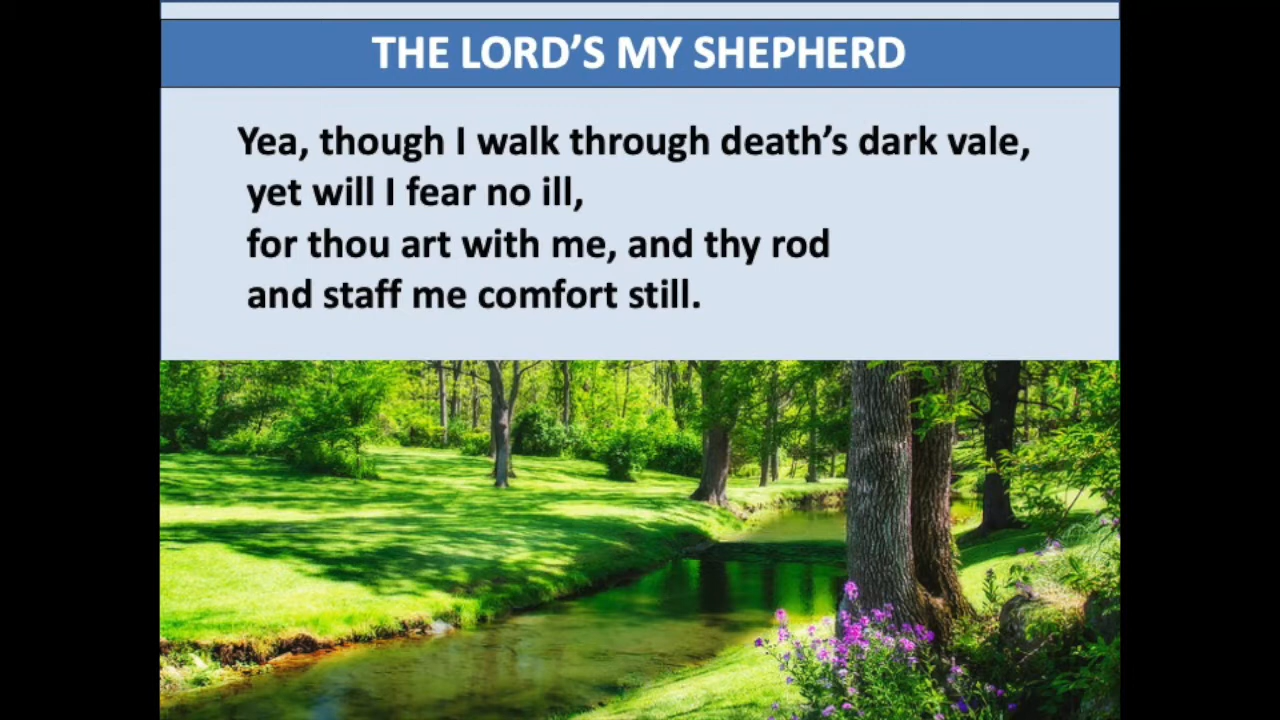 THE LORD’S MY SHEPHERD
Yea, though I walk through death’s dark vale,
yet will I fear no ill,
for thou art with me, and thy rod
and staff me comfort still.